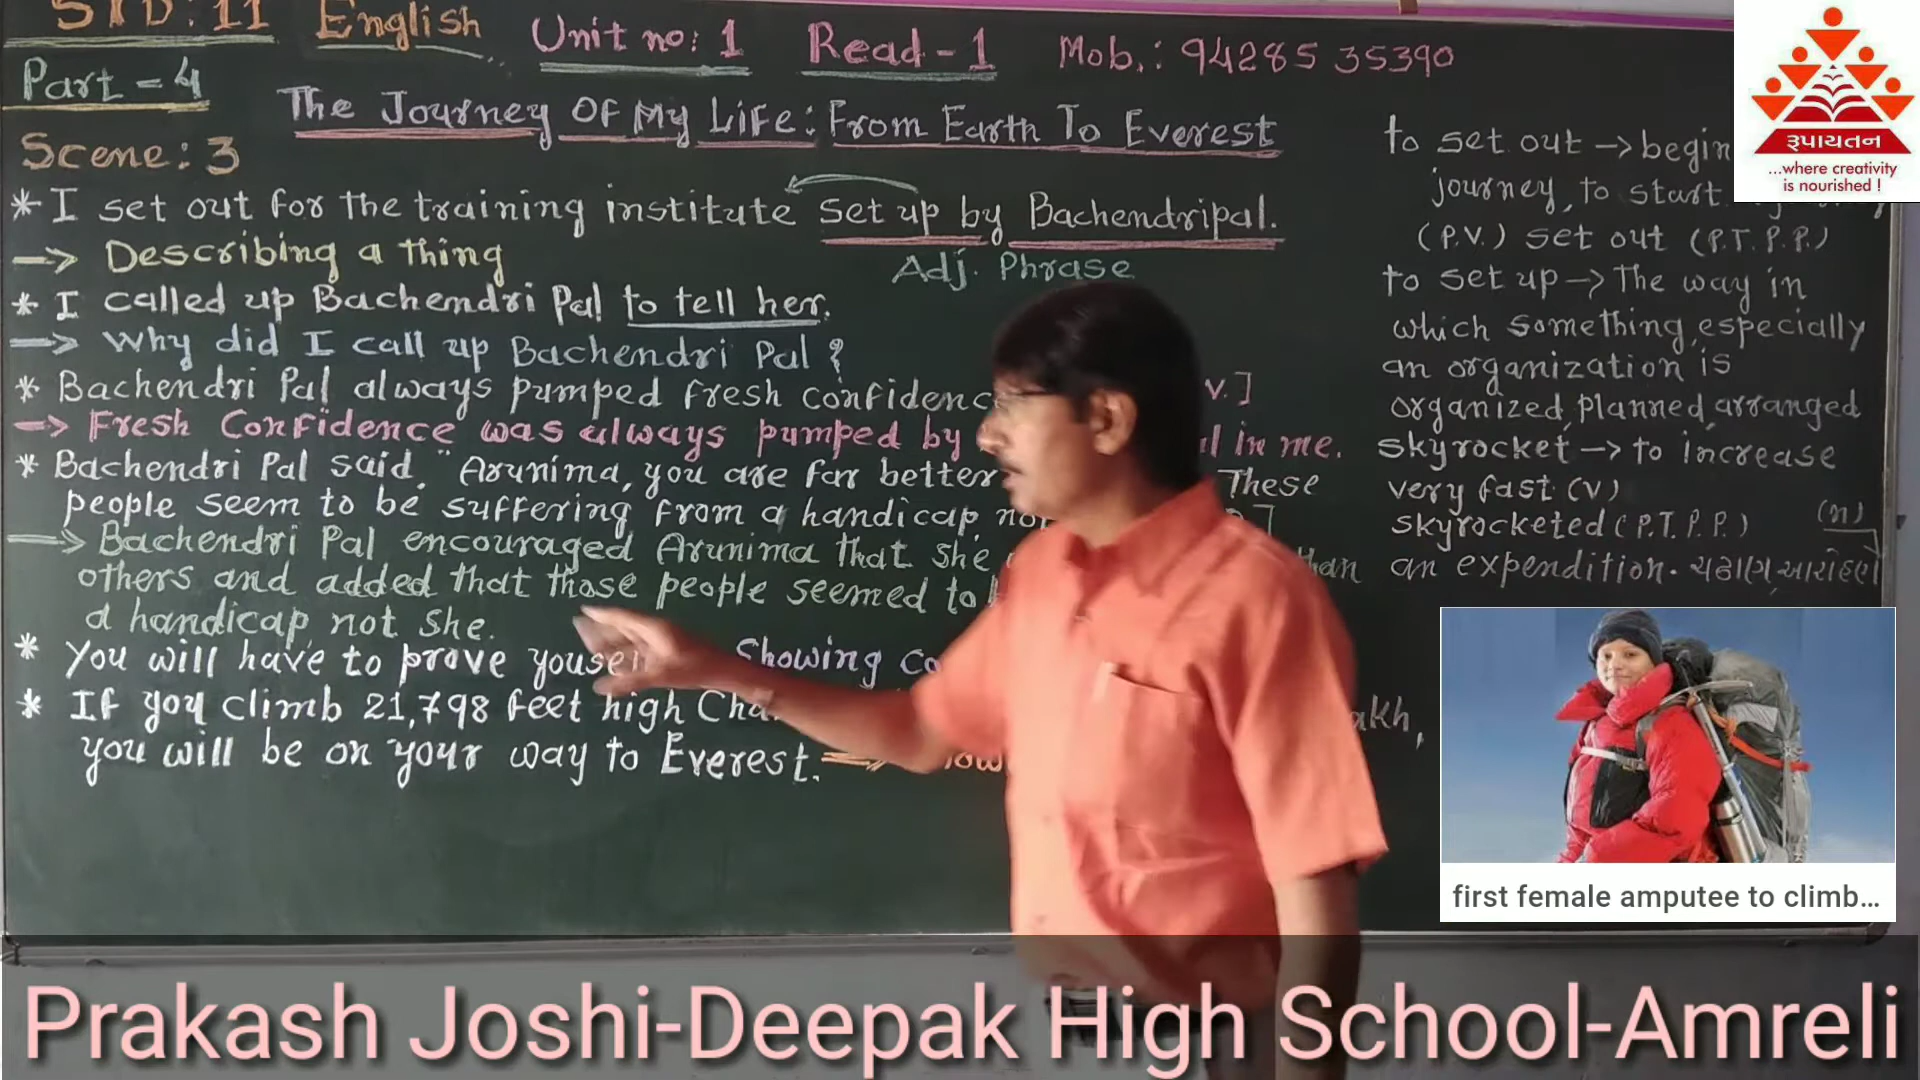 STD: 11 English Unit no: 1 Read - 1 Mob.: 94285 35390
Part - 4
The Journey Of My Life: From Earth To Everest
Scene: 3
* I set out for the training institute set up by Bachendripal.
→ Describing a thing Adj. Phrase
* I called up Bachendri Pal to tell her.
→ Why did I call up Bachendri Pal ?
* Bachendri Pal always pumped fresh confidenc V.]
→ Fresh Confidence was always pumped by l in me.
* Bachendri Pal said, "Arunima, you are far better These
people seem to be suffering from a handicap, no ]
→ Bachendri Pal encouraged Arunima that she than
others and added that those people seemed to
a handicap, not she.
* You will have to prove youse Showing Co
* If you climb 21,798 feet high Cha akh,
you will be on your way to Everest. →
to set out → begin
journey, to start
(P.V.) set out (P.T.P.P.)
to set up → The way in
which something, especially
an organization is
organized, planned, arranged
skyrocket → to increase
very fast (v)
skyrocketed (P.T.P.P.) (n)
an expendition. ચઢાણ, આરોહણ
રૂપાયતન
...where creativity
is nourished !
first female amputee to climb...
Prakash Joshi-Deepak High School-Amreli